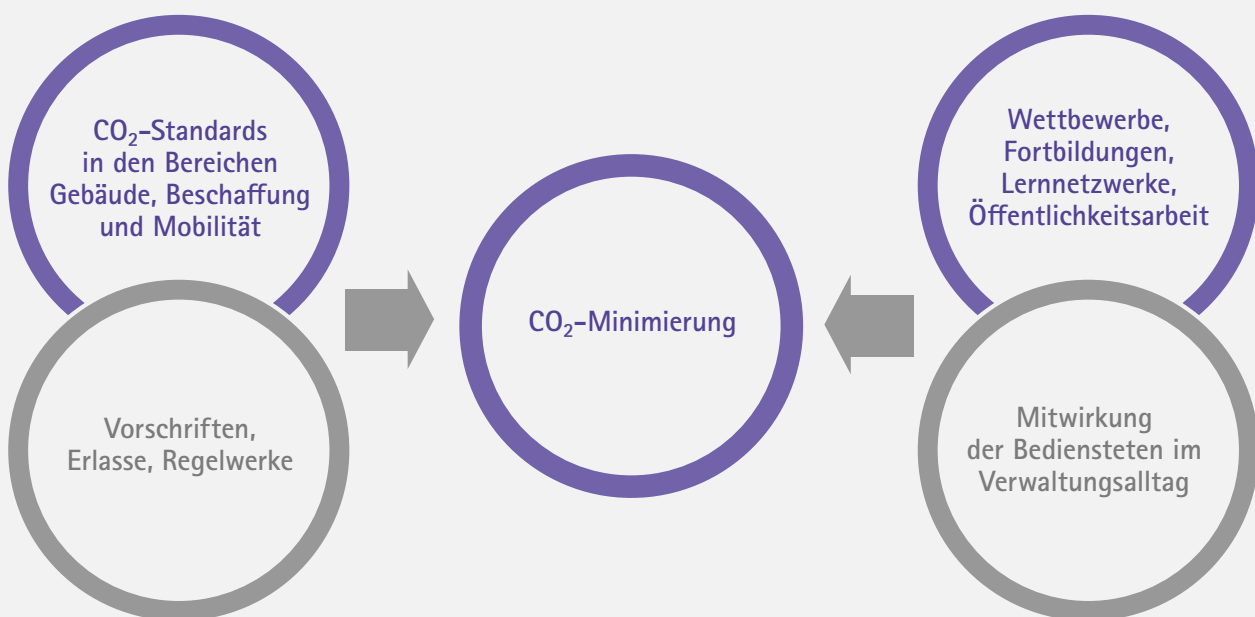 CO₂-Standards
in den Bereichen
Gebäude, Beschaffung
und Mobilität
Vorschriften,
Erlasse, Regelwerke
CO₂-Minimierung
Wettbewerbe,
Fortbildungen,
Lernnetzwerke,
Öffentlichkeitsarbeit
Mitwirkung
der Bediensteten im
Verwaltungsalltag